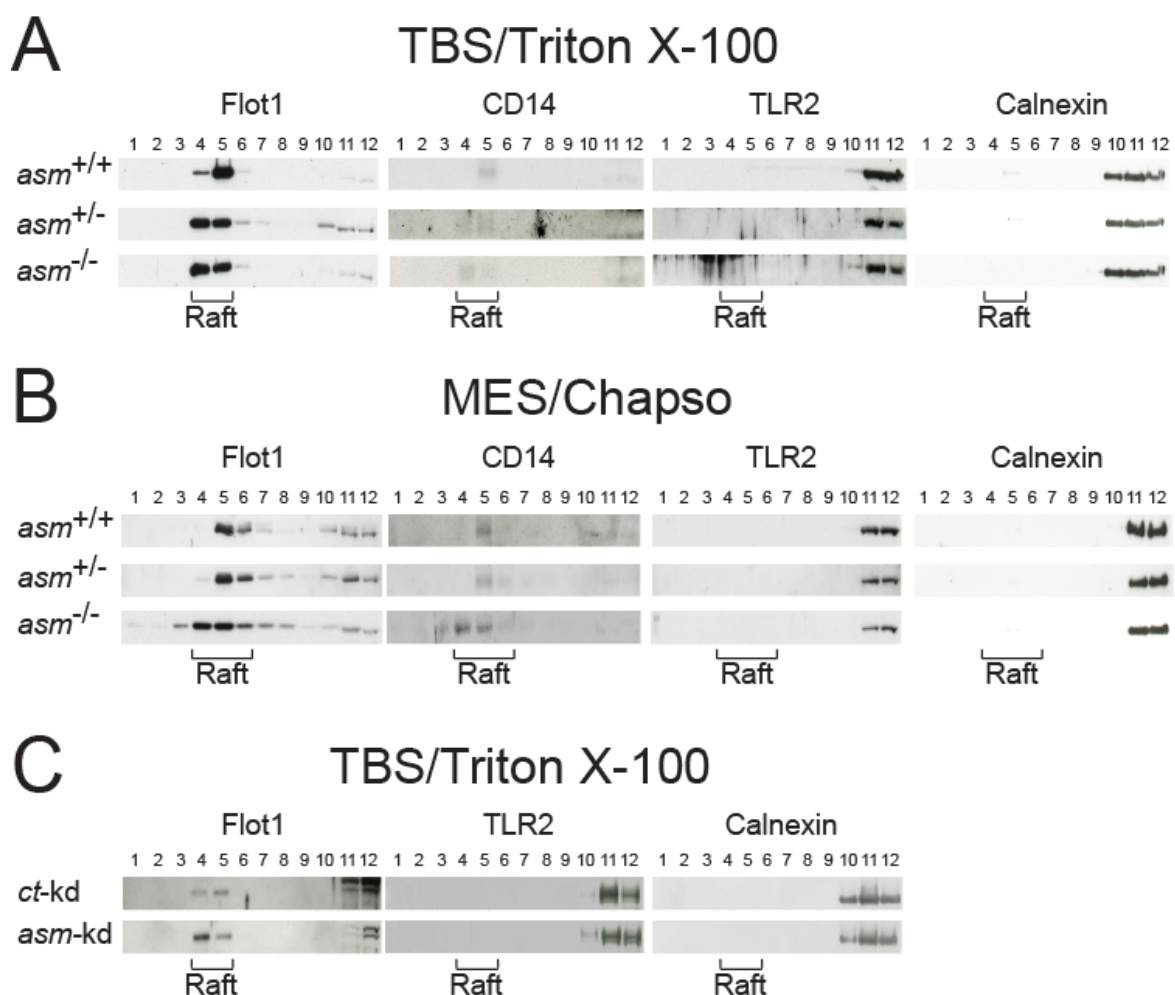 A
TBS/Triton X-100
Flot1 CD14 TLR2 Calnexin
1 2 3 4 5 6 7 8 9 10 11 12 1 2 3 4 5 6 7 8 9 10 11 12 1 2 3 4 5 6 7 8 9 10 11 12 1 2 3 4 5 6 7 8 9 10 11 12
asm+/+
asm+/-
asm-/-
Raft Raft Raft Raft
B
MES/Chapso
Flot1 CD14 TLR2 Calnexin
1 2 3 4 5 6 7 8 9 10 11 12 1 2 3 4 5 6 7 8 9 10 11 12 1 2 3 4 5 6 7 8 9 10 11 12 1 2 3 4 5 6 7 8 9 10 11 12
asm+/+
asm+/-
asm-/-
Raft Raft Raft Raft
C
TBS/Triton X-100
Flot1 TLR2 Calnexin
1 2 3 4 5 6 7 8 9 10 11 12 1 2 3 4 5 6 7 8 9 10 11 12 1 2 3 4 5 6 7 8 9 10 11 12
ct-kd
asm-kd
Raft Raft Raft